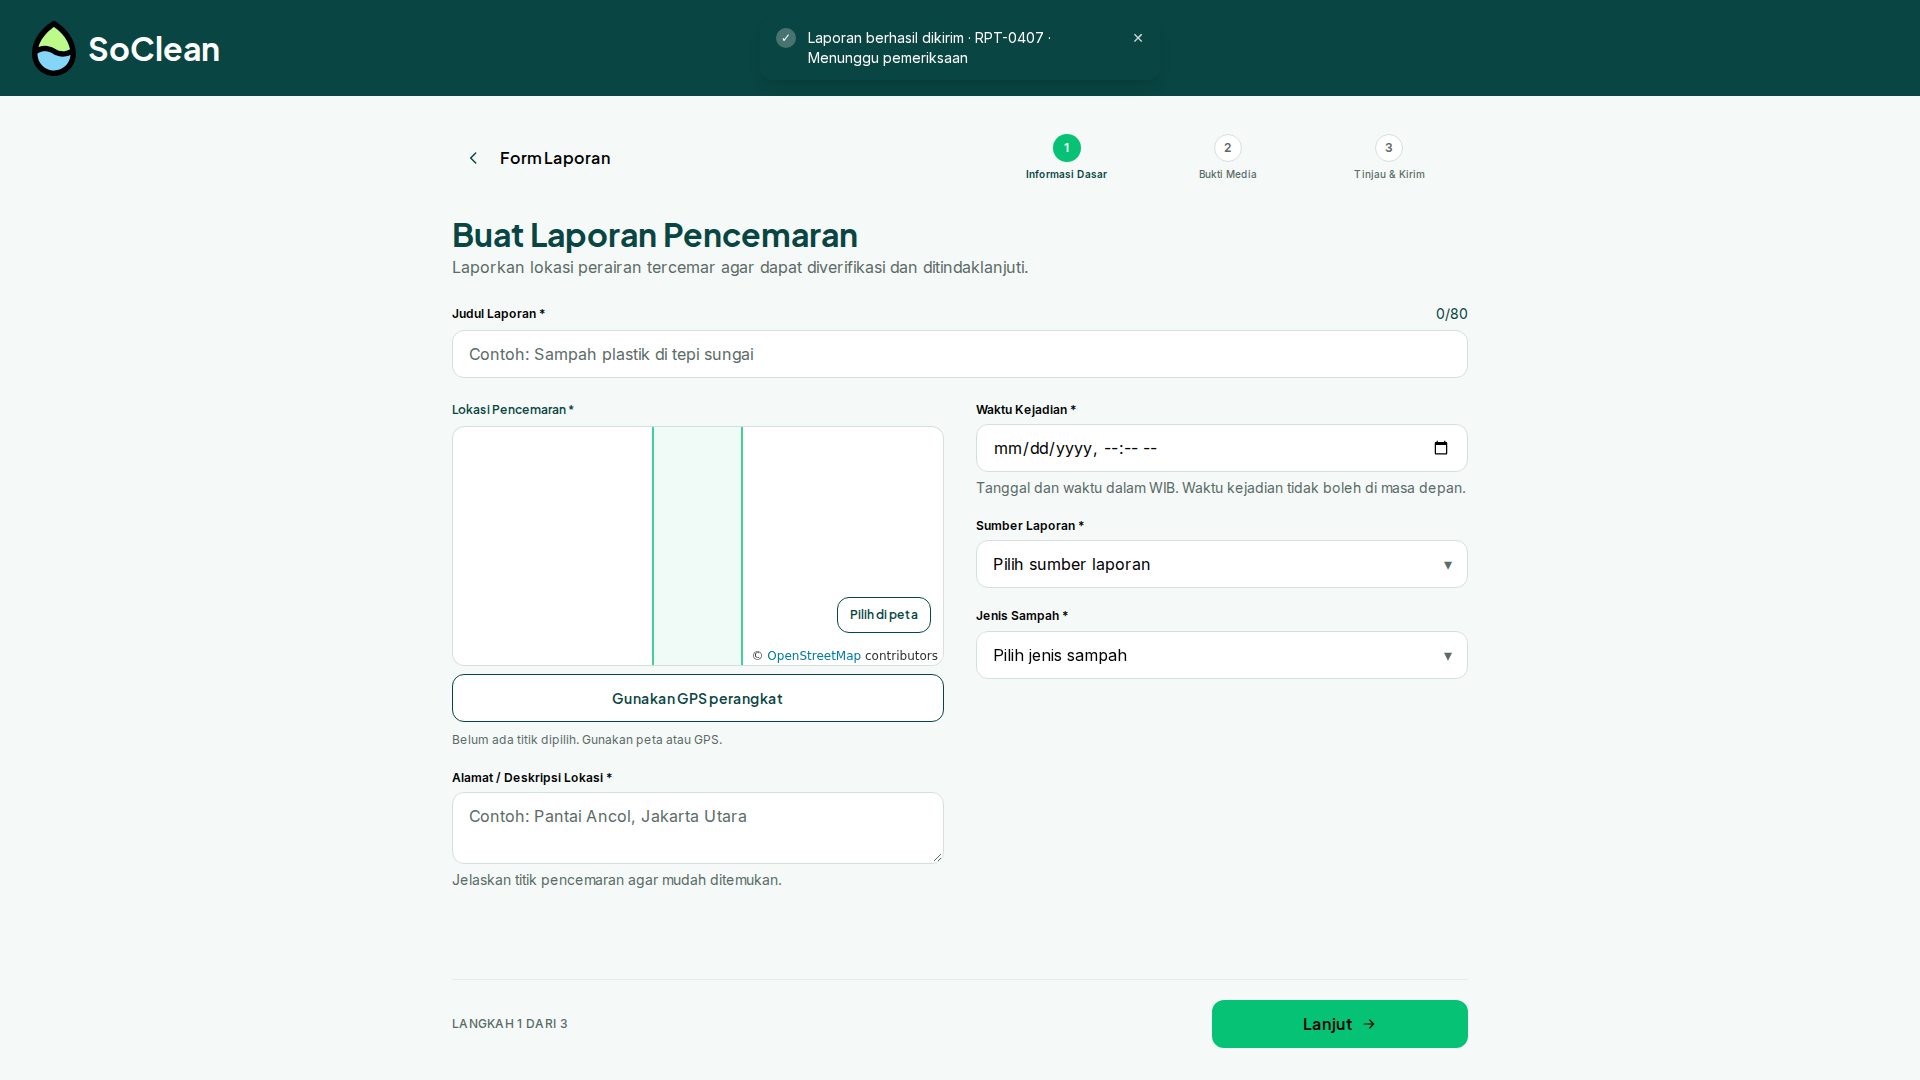 SoClean
Laporan berhasil dikirim · RPT-0407 ·
Menunggu pemeriksaan
Form Laporan
1
Informasi Dasar
2
Bukti Media
3
Tinjau & Kirim
Buat Laporan Pencemaran
Laporkan lokasi perairan tercemar agar dapat diverifikasi dan ditindaklanjuti.
Judul Laporan *
0/80
Contoh: Sampah plastik di tepi sungai
Lokasi Pencemaran *
Pilih di peta
© OpenStreetMap contributors
Gunakan GPS perangkat
Belum ada titik dipilih. Gunakan peta atau GPS.
Alamat / Deskripsi Lokasi *
Contoh: Pantai Ancol, Jakarta Utara
Jelaskan titik pencemaran agar mudah ditemukan.
Waktu Kejadian *
mm/dd/yyyy, --:-- --
Tanggal dan waktu dalam WIB. Waktu kejadian tidak boleh di masa depan.
Sumber Laporan *
Pilih sumber laporan
Jenis Sampah *
Pilih jenis sampah
LANGKAH 1 DARI 3
Lanjut →